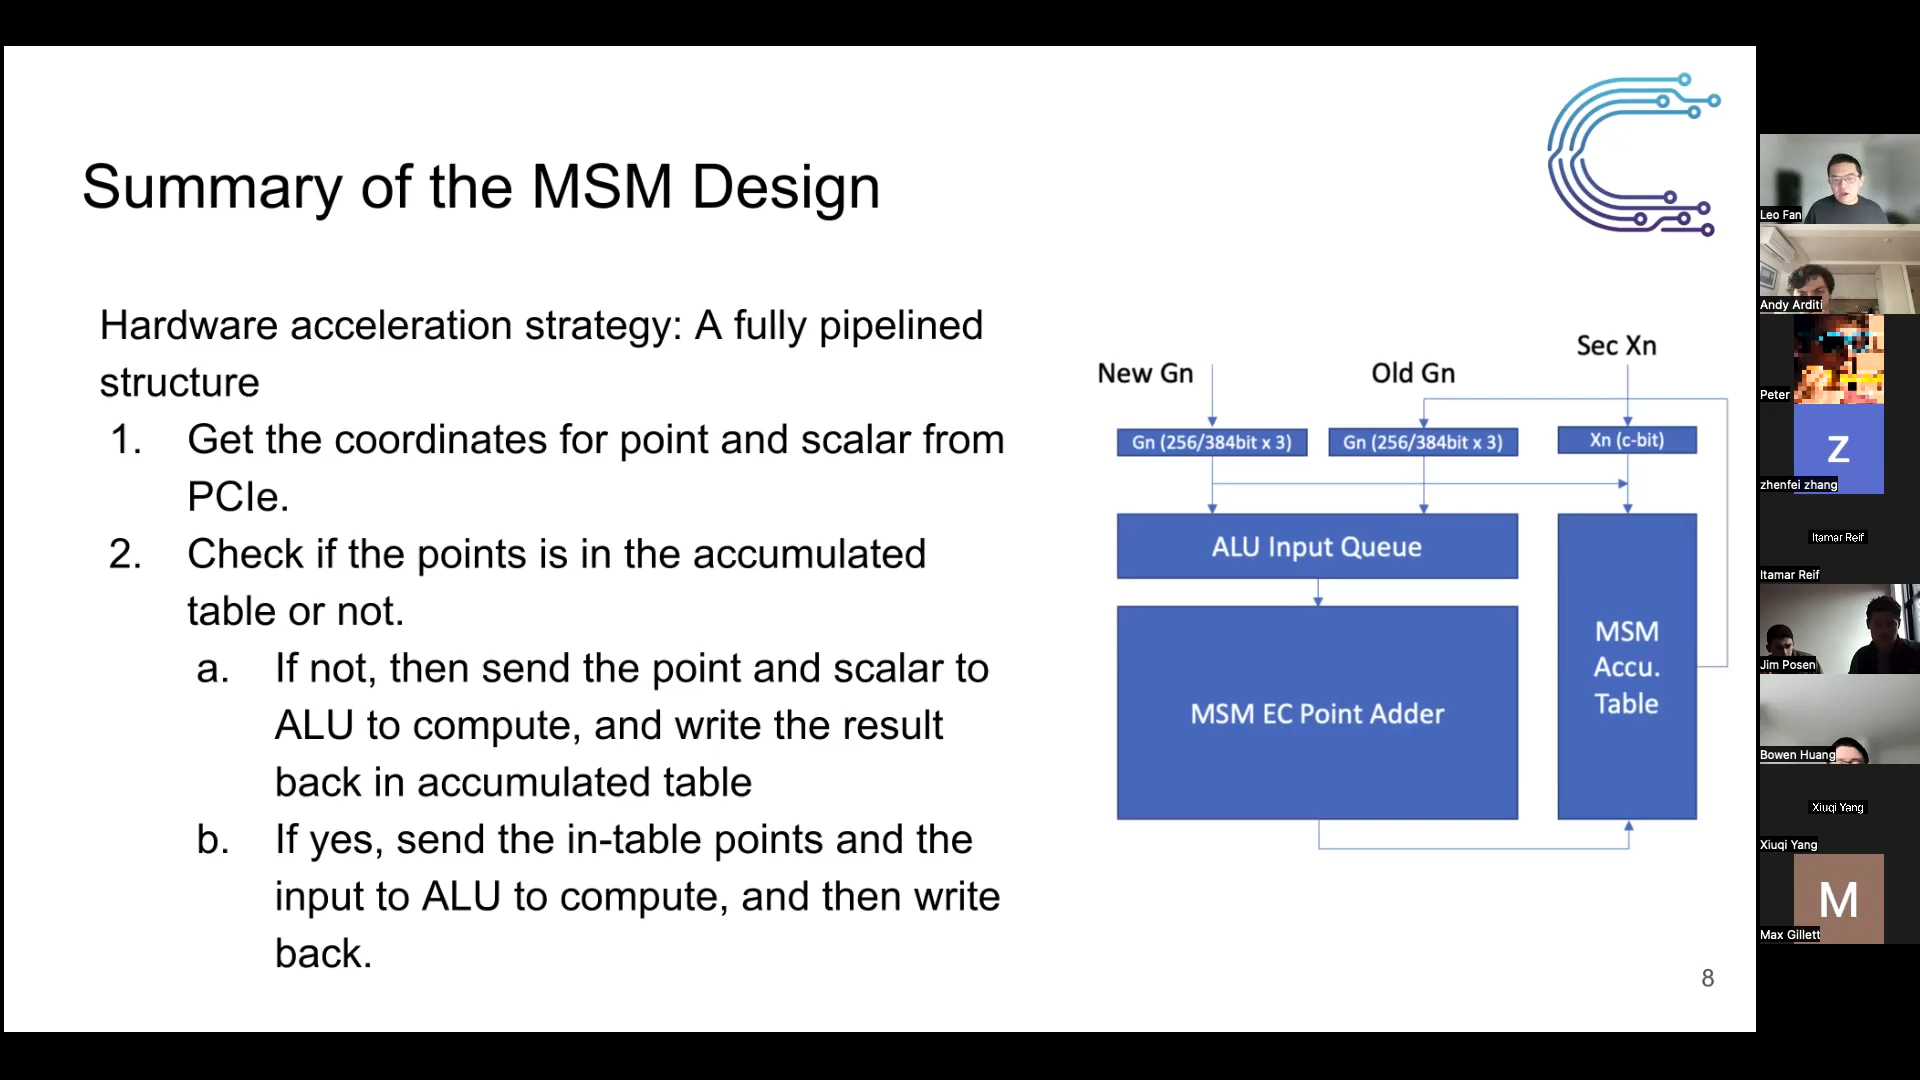 Summary of the MSM Design
Hardware acceleration strategy: A fully pipelined
structure
1. Get the coordinates for point and scalar from
PCIe.
2. Check if the points is in the accumulated
table or not.
a. If not, then send the point and scalar to
ALU to compute, and write the result
back in accumulated table
b. If yes, send the in-table points and the
input to ALU to compute, and then write
back.
New Gn
Old Gn
Sec Xn
Gn (256/384bit x 3)
Gn (256/384bit x 3)
Xn (c-bit)
ALU Input Queue
MSM EC Point Adder
MSM
Accu.
Table
8
Leo Fan
Andy Arditi
Peter
Z
zhenfei zhang
Itamar Reif
Itamar Reif
Jim Posen
Bowen Huang
Xiuqi Yang
Xiuqi Yang
M
Max Gillett